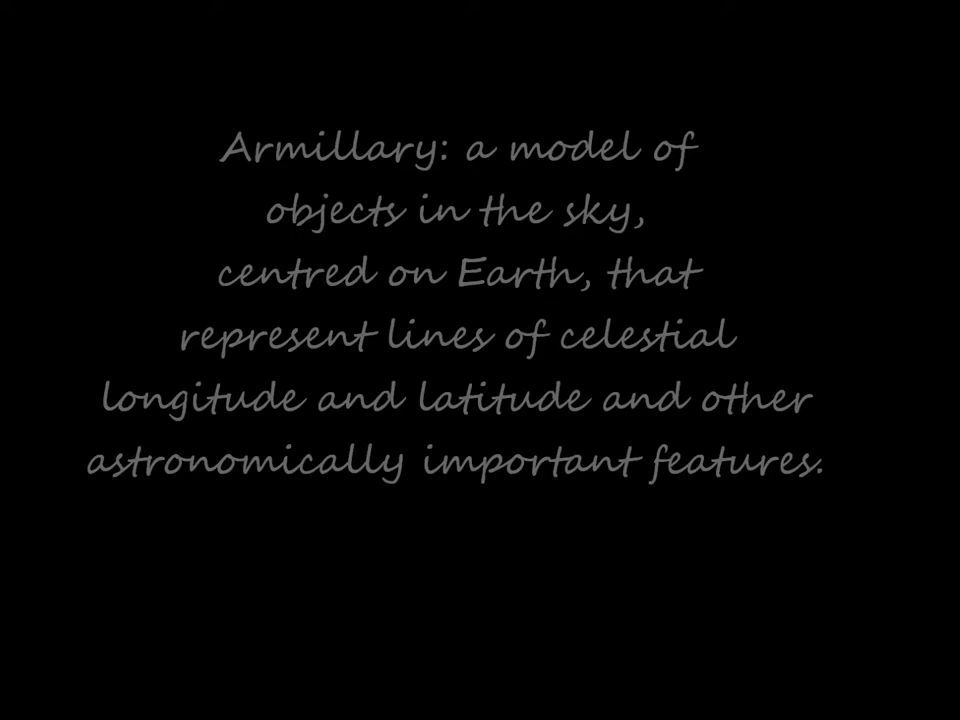 Armillary: a model of
objects in the sky,
centred on Earth, that
represent lines of celestial
longitude and latitude and other
astronomically important features.